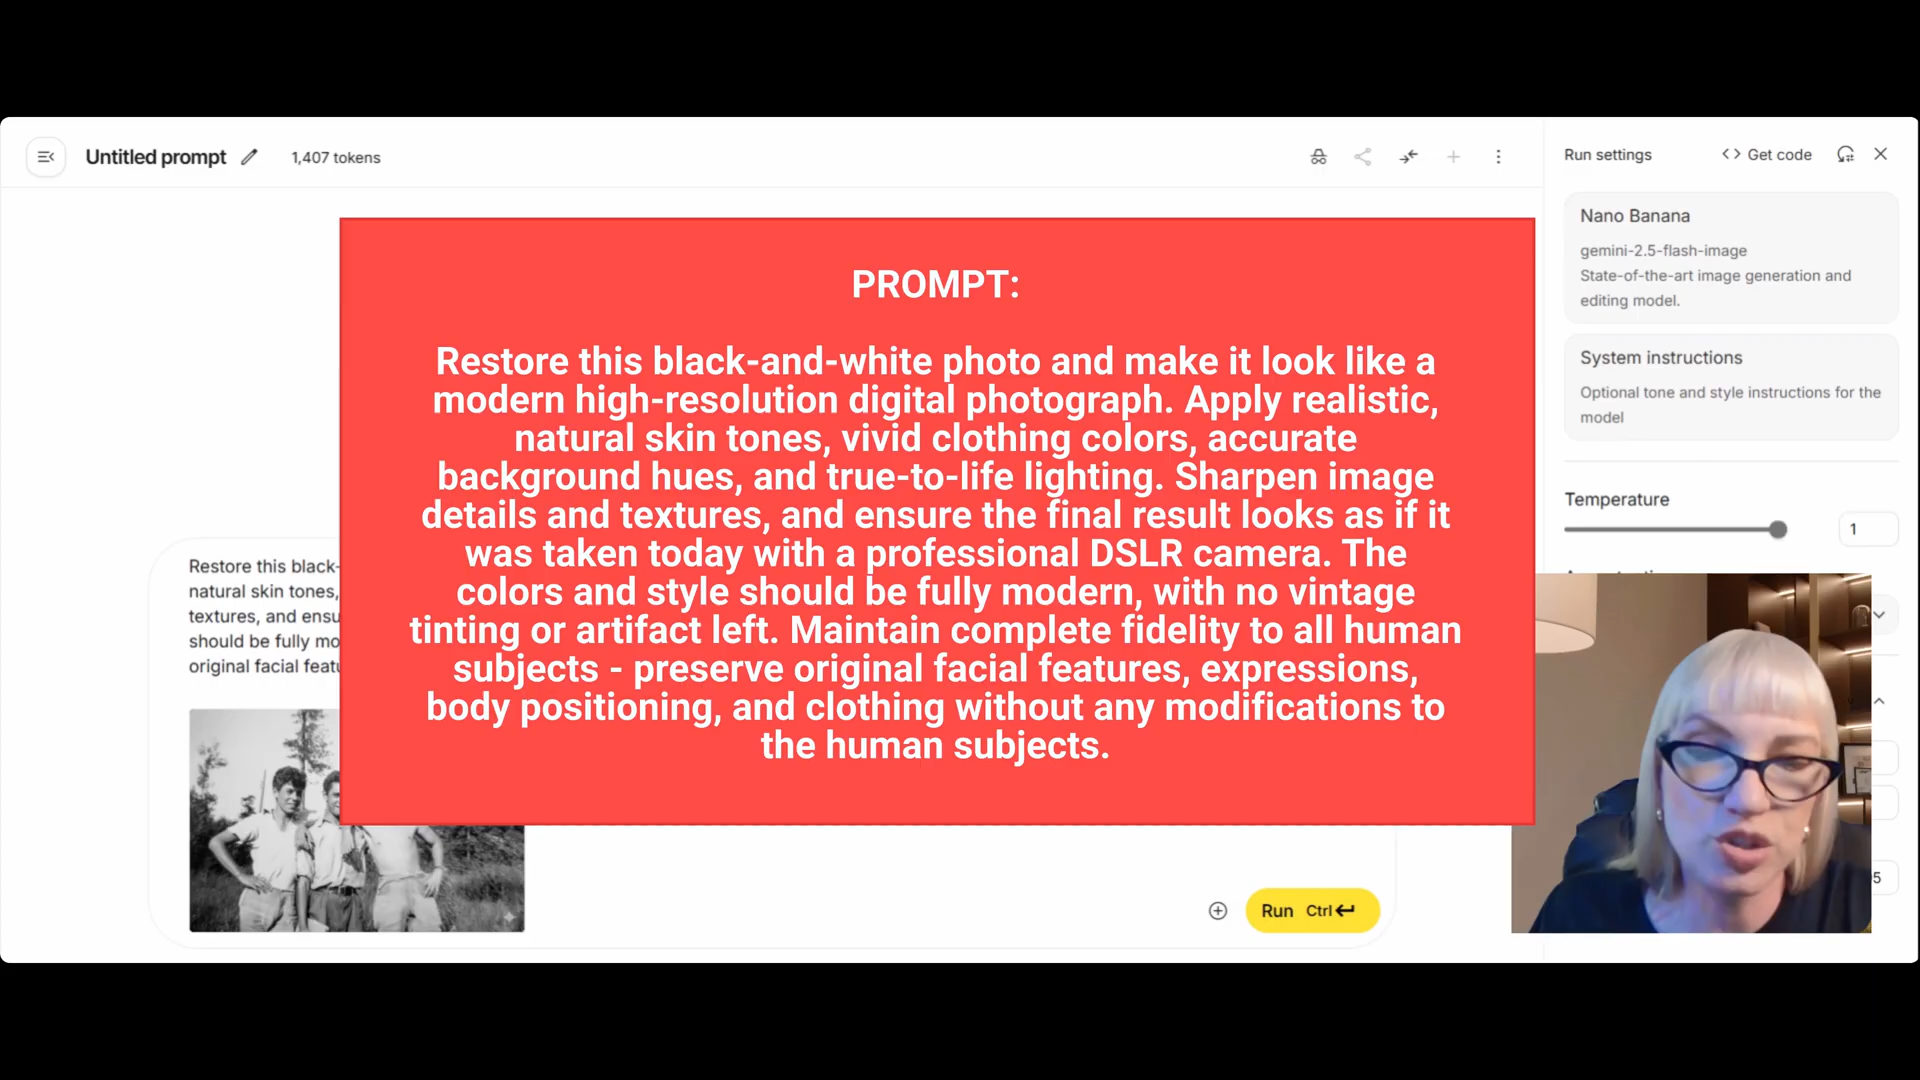 Untitled prompt
1,407 tokens
Run settings
Get code
Nano Banana
gemini-2.5-flash-image
State-of-the-art image generation and
editing model.
System instructions
Optional tone and style instructions for the
model
Temperature
1
PROMPT:
Restore this black-and-white photo and make it look like a
modern high-resolution digital photograph. Apply realistic,
natural skin tones, vivid clothing colors, accurate
background hues, and true-to-life lighting. Sharpen image
details and textures, and ensure the final result looks as if it
was taken today with a professional DSLR camera. The
colors and style should be fully modern, with no vintage
tinting or artifact left. Maintain complete fidelity to all human
subjects - preserve original facial features, expressions,
body positioning, and clothing without any modifications to
the human subjects.
Restore this black-
natural skin tones,
textures, and ensu
should be fully mo
original facial
Run Ctrl
5